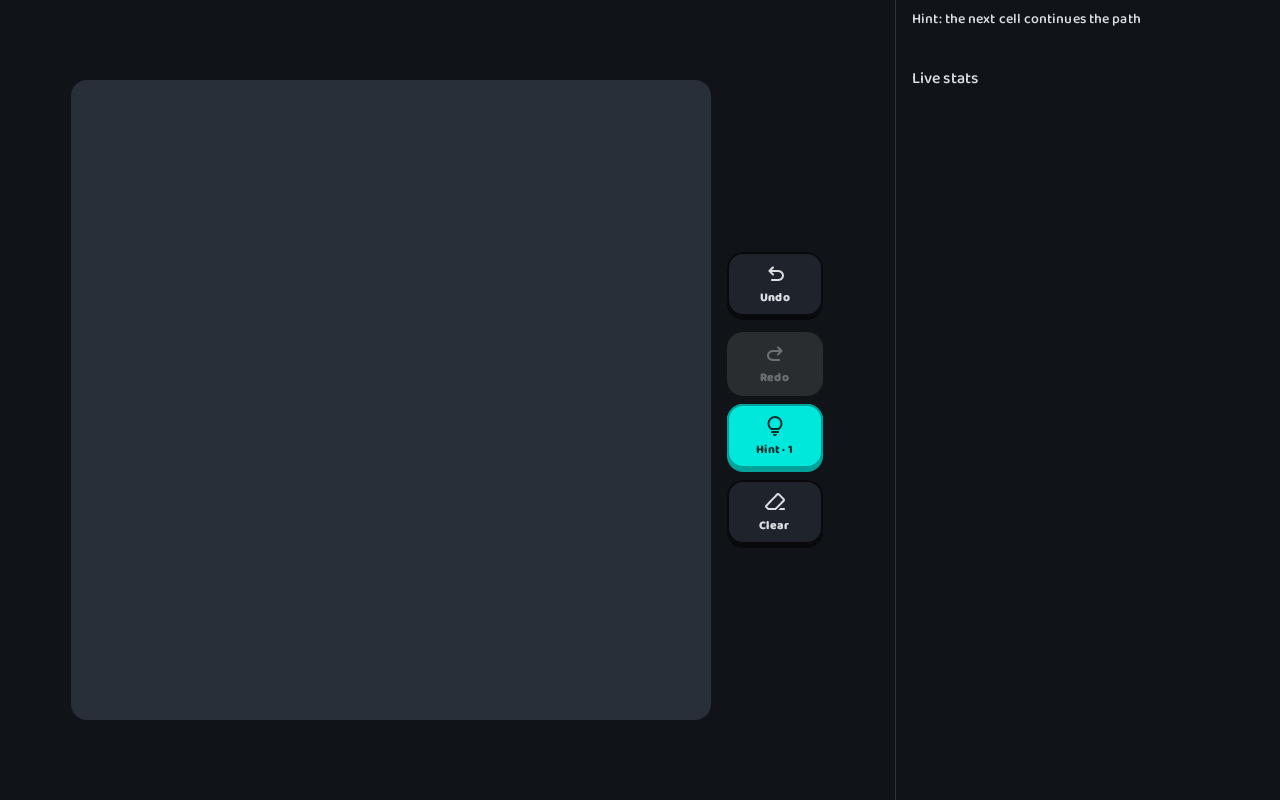 Hint: the next cell continues the path
Live stats
Undo
Redo
Hint · 1
Clear